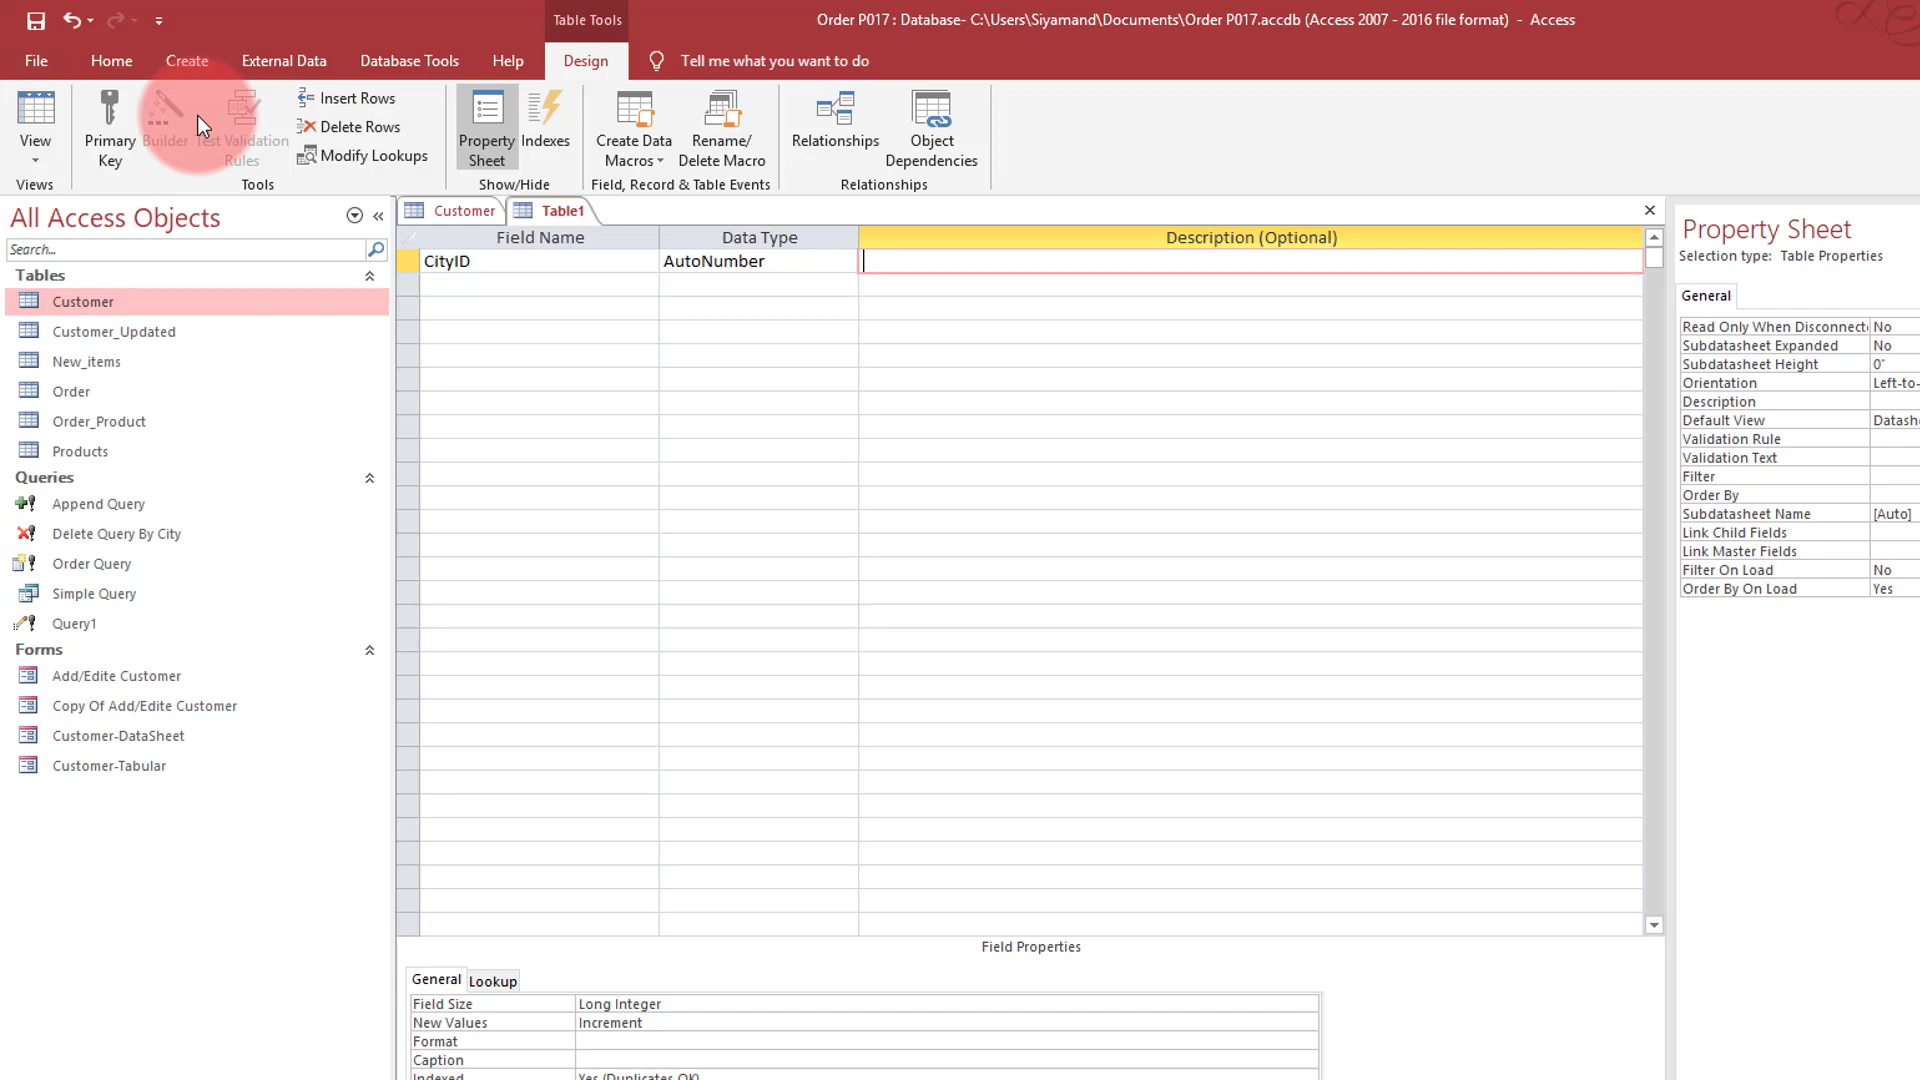 Table Tools
Order P017 : Database- C:\Users\Siyamand\Documents\Order P017.accdb (Access 2007 - 2016 file format) - Access
File Home Create External Data Database Tools Help Design Tell me what you want to do
View
Views
Primary Key
Builder
Test Validation Rules
Insert Rows
Delete Rows
Modify Lookups
Tools
Property Sheet
Indexes
Show/Hide
Create Data Macros
Rename/ Delete Macro
Field, Record & Table Events
Relationships
Object Dependencies
Relationships
All Access Objects
Search...
Tables
Customer
Customer_Updated
New_items
Order
Order_Product
Products
Queries
Append Query
Delete Query By City
Order Query
Simple Query
Query1
Forms
Add/Edite Customer
Copy Of Add/Edite Customer
Customer-DataSheet
Customer-Tabular
Customer Table1
Field Name Data Type Description (Optional)
CityID AutoNumber
Field Properties
General Lookup
Field Size Long Integer
New Values Increment
Format
Caption
Indexed Yes (Duplicates OK)
Property Sheet
Selection type: Table Properties
General
Read Only When Disconnecte No
Subdatasheet Expanded No
Subdatasheet Height 0"
Orientation Left-to-
Description
Default View Datashe
Validation Rule
Validation Text
Filter
Order By
Subdatasheet Name [Auto]
Link Child Fields
Link Master Fields
Filter On Load No
Order By On Load Yes